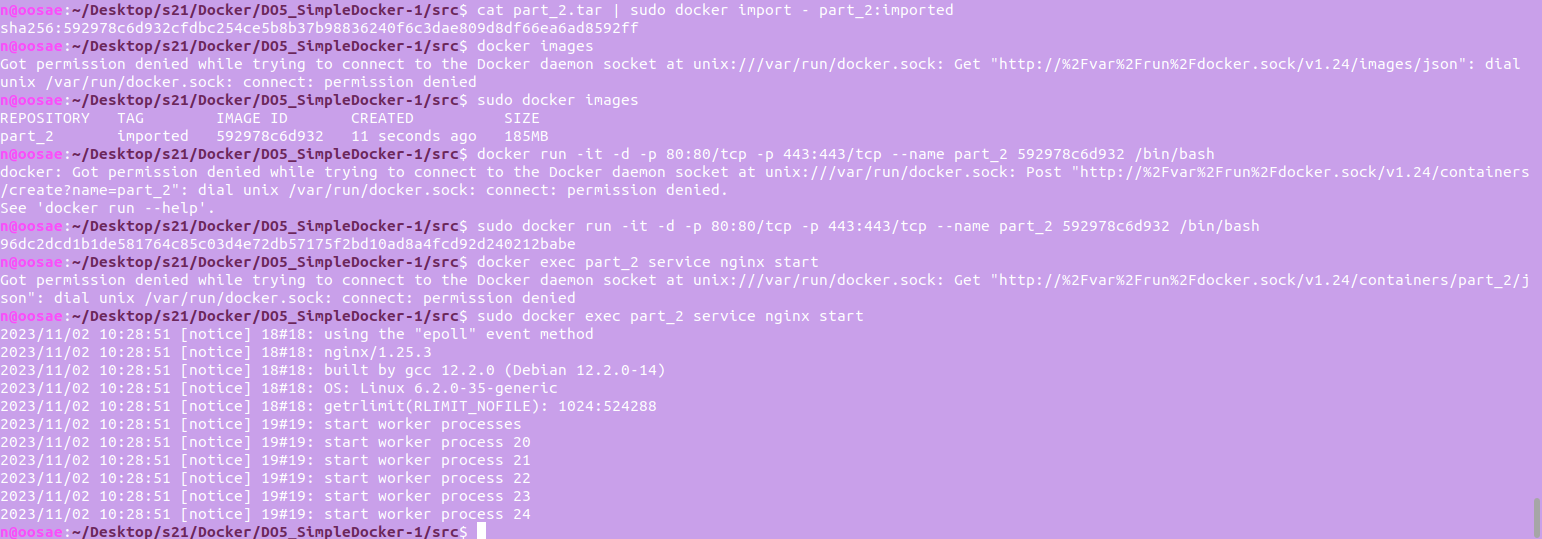 n@oosae:~/Desktop/s21/Docker/DO5_SimpleDocker-1/src$ cat part_2.tar | sudo docker import - part_2:imported
sha256:592978c6d932cfdbc254ce5b8b37b98836240f6c3dae809d8df66ea6ad8592ff
n@oosae:~/Desktop/s21/Docker/DO5_SimpleDocker-1/src$ docker images
Got permission denied while trying to connect to the Docker daemon socket at unix:///var/run/docker.sock: Get "http://%2Fvar%2Frun%2Fdocker.sock/v1.24/images/json": dial
unix /var/run/docker.sock: connect: permission denied
n@oosae:~/Desktop/s21/Docker/DO5_SimpleDocker-1/src$ sudo docker images
REPOSITORY   TAG        IMAGE ID       CREATED          SIZE
part_2       imported   592978c6d932   11 seconds ago   185MB
n@oosae:~/Desktop/s21/Docker/DO5_SimpleDocker-1/src$ docker run -it -d -p 80:80/tcp -p 443:443/tcp --name part_2 592978c6d932 /bin/bash
docker: Got permission denied while trying to connect to the Docker daemon socket at unix:///var/run/docker.sock: Post "http://%2Fvar%2Frun%2Fdocker.sock/v1.24/containers
/create?name=part_2": dial unix /var/run/docker.sock: connect: permission denied.
See 'docker run --help'.
n@oosae:~/Desktop/s21/Docker/DO5_SimpleDocker-1/src$ sudo docker run -it -d -p 80:80/tcp -p 443:443/tcp --name part_2 592978c6d932 /bin/bash
96dc2dcd1b1de581764c85c03d4e72db57175f2bd10ad8a4fcd92d240212babe
n@oosae:~/Desktop/s21/Docker/DO5_SimpleDocker-1/src$ docker exec part_2 service nginx start
Got permission denied while trying to connect to the Docker daemon socket at unix:///var/run/docker.sock: Get "http://%2Fvar%2Frun%2Fdocker.sock/v1.24/containers/part_2/j
son": dial unix /var/run/docker.sock: connect: permission denied
n@oosae:~/Desktop/s21/Docker/DO5_SimpleDocker-1/src$ sudo docker exec part_2 service nginx start
2023/11/02 10:28:51 [notice] 18#18: using the "epoll" event method
2023/11/02 10:28:51 [notice] 18#18: nginx/1.25.3
2023/11/02 10:28:51 [notice] 18#18: built by gcc 12.2.0 (Debian 12.2.0-14)
2023/11/02 10:28:51 [notice] 18#18: OS: Linux 6.2.0-35-generic
2023/11/02 10:28:51 [notice] 18#18: getrlimit(RLIMIT_NOFILE): 1024:524288
2023/11/02 10:28:51 [notice] 19#19: start worker processes
2023/11/02 10:28:51 [notice] 19#19: start worker process 20
2023/11/02 10:28:51 [notice] 19#19: start worker process 21
2023/11/02 10:28:51 [notice] 19#19: start worker process 22
2023/11/02 10:28:51 [notice] 19#19: start worker process 23
2023/11/02 10:28:51 [notice] 19#19: start worker process 24
n@oosae:~/Desktop/s21/Docker/DO5_SimpleDocker-1/src$